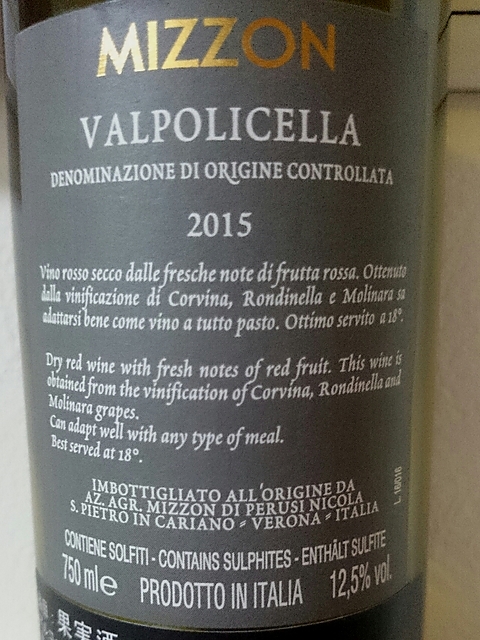 MIZZON
VALPOLICELLA
DENOMINAZIONE DI ORIGINE CONTROLLATA
2015
Vino rosso secco dalle fresche note di frutta rossa. Ottenuto
dalla vinificazione di Corvina, Rondinella e Molinara sa
adattarsi bene come vino a tutto pasto. Ottimo servito a 18°.
Dry red wine with fresh notes of red fruit. This wine is
obtained from the vinification of Corvina, Rondinella and
Molinara grapes.
Can adapt well with any type of meal.
Best served at 18°.
IMBOTTIGLIATO ALL'ORIGINE DA
AZ. AGR. MIZZON DI PERUSI NICOLA
S. PIETRO IN CARIANO - VERONA - ITALIA
L. 16/016
CONTIENE SOLFITI - CONTAINS SULPHITES - ENTHÄLT SULFITE
750 ml e PRODOTTO IN ITALIA 12,5% vol.
果実酒